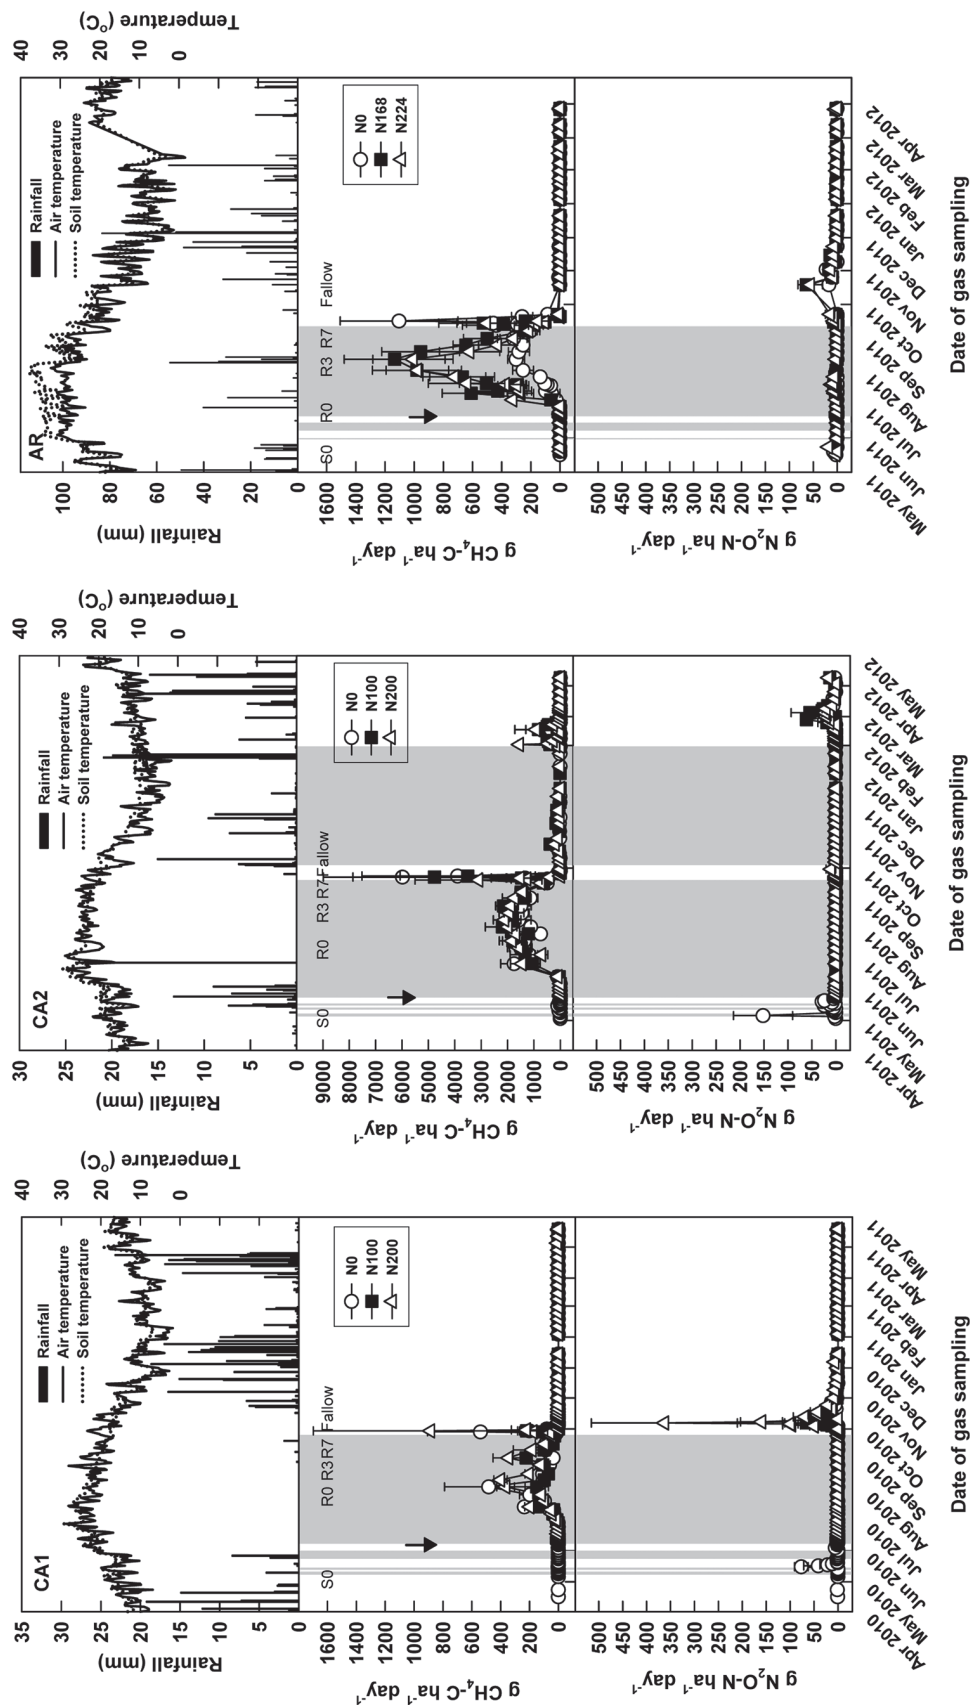 CA1
Rainfall
Air temperature
Soil temperature
Rainfall (mm)
35
30
25
20
15
10
5
0
Temperature (°C)
40
30
20
10
0
S0 R0 R3 R7 Fallow
g CH₄-C ha⁻¹ day⁻¹
1600
1400
1200
1000
800
600
400
200
0
N0
N100
N200
g N₂O-N ha⁻¹ day⁻¹
500
450
400
350
300
250
200
150
100
50
0
Apr 2010
May 2010
Jun 2010
Jul 2010
Aug 2010
Sep 2010
Oct 2010
Nov 2010
Dec 2010
Jan 2011
Feb 2011
Mar 2011
Apr 2011
May 2011
Date of gas sampling
CA2
Rainfall
Air temperature
Soil temperature
Rainfall (mm)
30
25
20
15
10
5
0
Temperature (°C)
40
30
20
10
0
S0 R0 R3 R7 Fallow
g CH₄-C ha⁻¹ day⁻¹
9000
8000
7000
6000
5000
4000
3000
2000
1000
0
N0
N100
N200
g N₂O-N ha⁻¹ day⁻¹
500
450
400
350
300
250
200
150
100
50
0
Apr 2011
May 2011
Jun 2011
Jul 2011
Aug 2011
Sep 2011
Oct 2011
Nov 2011
Dec 2011
Jan 2012
Feb 2012
Mar 2012
Apr 2012
May 2012
Date of gas sampling
AR
Rainfall
Air temperature
Soil temperature
Rainfall (mm)
100
80
60
40
20
0
Temperature (°C)
40
30
20
10
0
S0 R0 R3 R7 Fallow
g CH₄-C ha⁻¹ day⁻¹
1600
1400
1200
1000
800
600
400
200
0
N0
N168
N224
g N₂O-N ha⁻¹ day⁻¹
500
450
400
350
300
250
200
150
100
50
0
May 2011
Jun 2011
Jul 2011
Aug 2011
Sep 2011
Oct 2011
Nov 2011
Dec 2011
Jan 2012
Feb 2012
Mar 2012
Apr 2012
Date of gas sampling